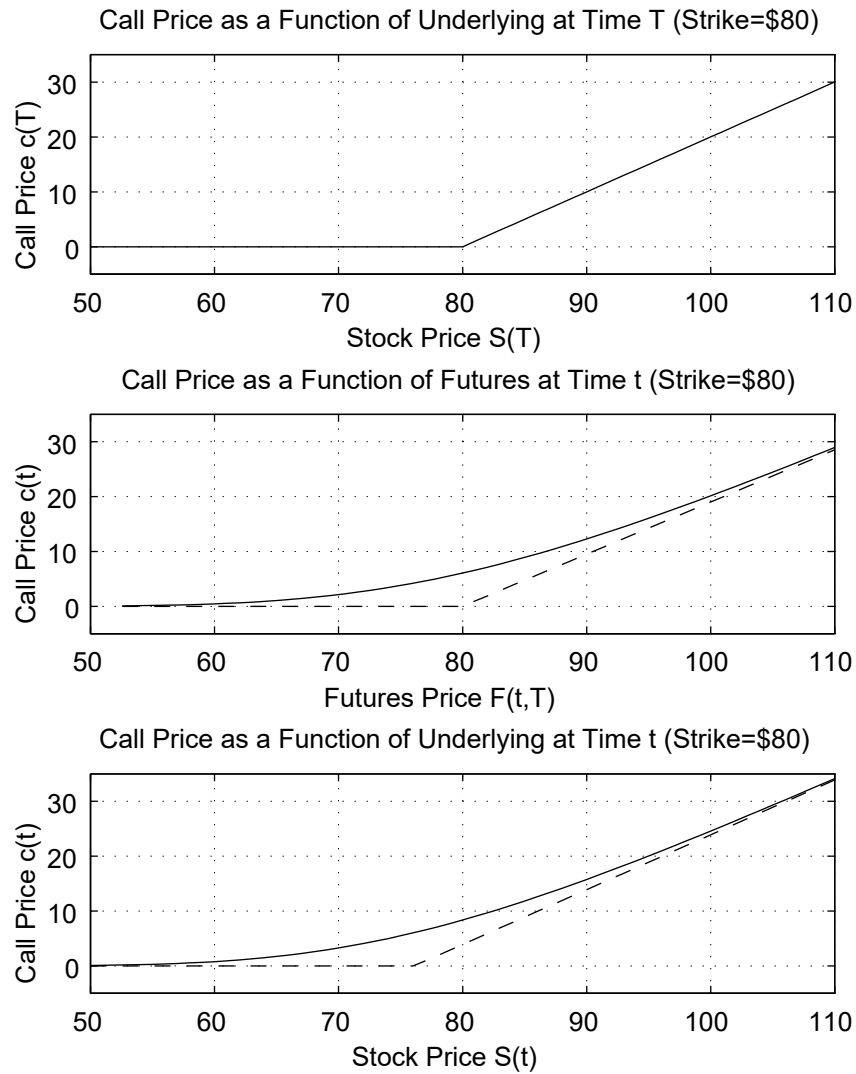 Call Price as a Function of Underlying at Time T (Strike=$80)
Call Price c(T)
30
20
10
0
50 60 70 80 90 100 110
Stock Price S(T)
Call Price as a Function of Futures at Time t (Strike=$80)
Call Price c(t)
30
20
10
0
50 60 70 80 90 100 110
Futures Price F(t,T)
Call Price as a Function of Underlying at Time t (Strike=$80)
Call Price c(t)
30
20
10
0
50 60 70 80 90 100 110
Stock Price S(t)